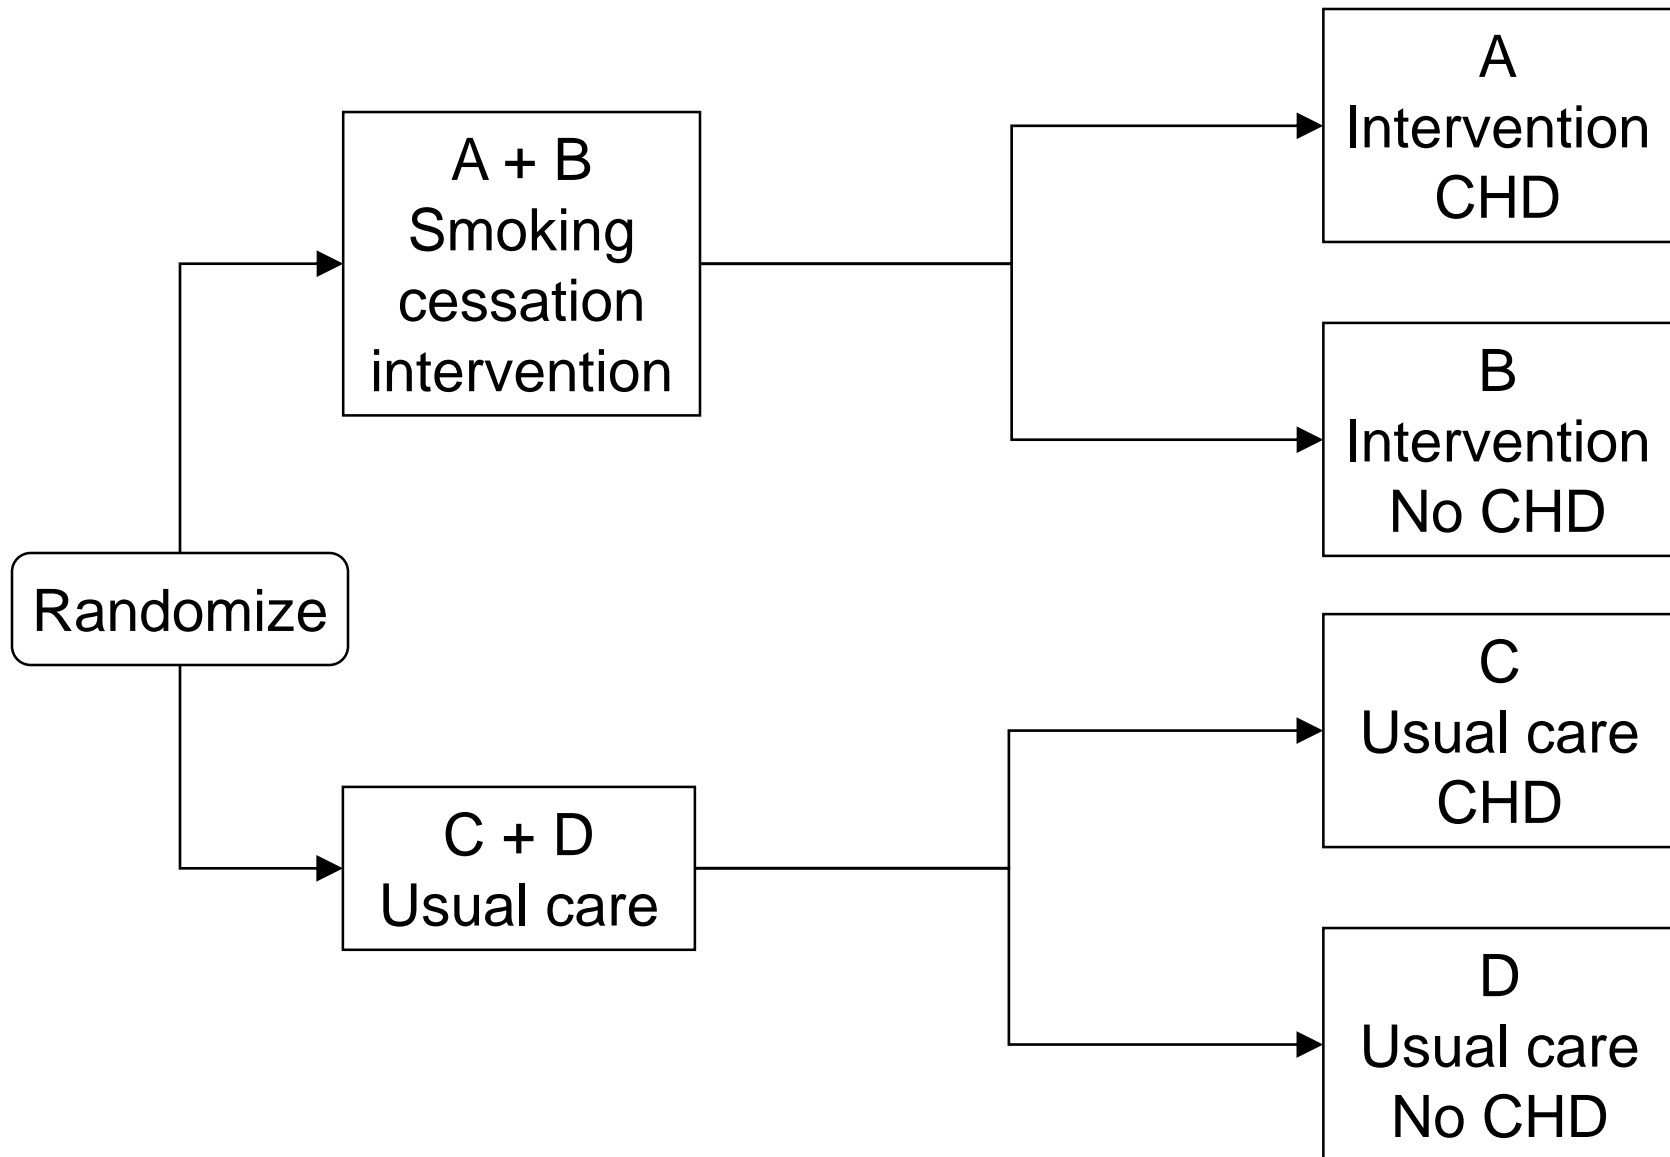 Randomize
A + B
Smoking
cessation
intervention
C + D
Usual care
A
Intervention
CHD
B
Intervention
No CHD
C
Usual care
CHD
D
Usual care
No CHD